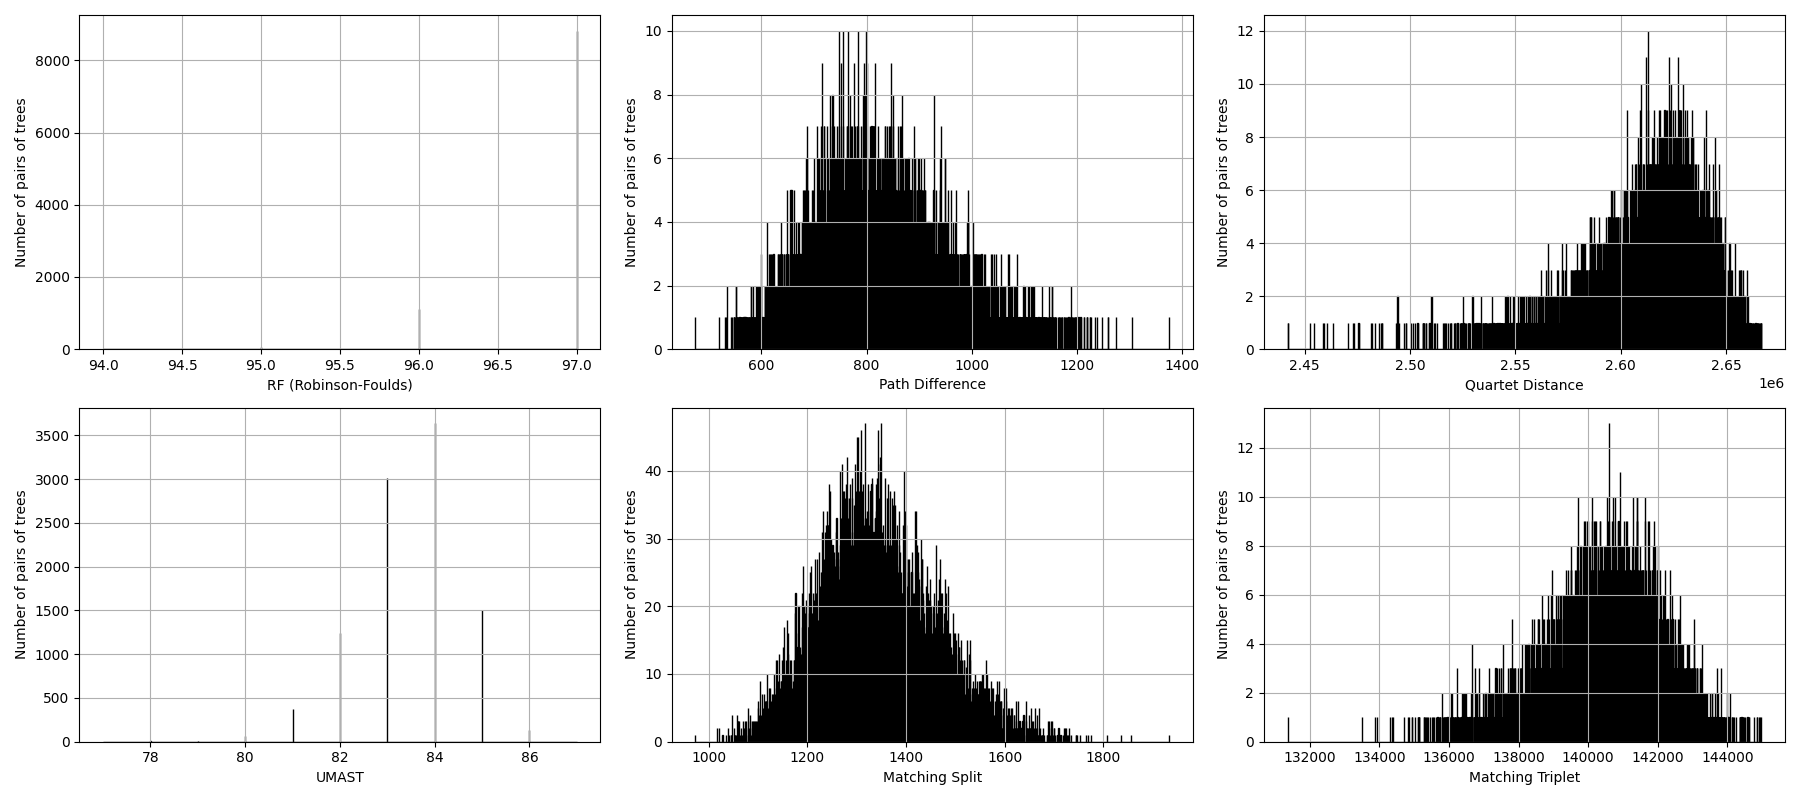 Number of pairs of trees
8000
6000
4000
2000
0
94.0 94.5 95.0 95.5 96.0 96.5 97.0
RF (Robinson-Foulds)
Number of pairs of trees
10
8
6
4
2
0
600 800 1000 1200 1400
Path Difference
Number of pairs of trees
12
10
8
6
4
2
0
2.45 2.50 2.55 2.60 2.65
1e6
Quartet Distance
Number of pairs of trees
3500
3000
2500
2000
1500
1000
500
0
78 80 82 84 86
UMAST
Number of pairs of trees
40
30
20
10
0
1000 1200 1400 1600 1800
Matching Split
Number of pairs of trees
12
10
8
6
4
2
0
132000 134000 136000 138000 140000 142000 144000
Matching Triplet